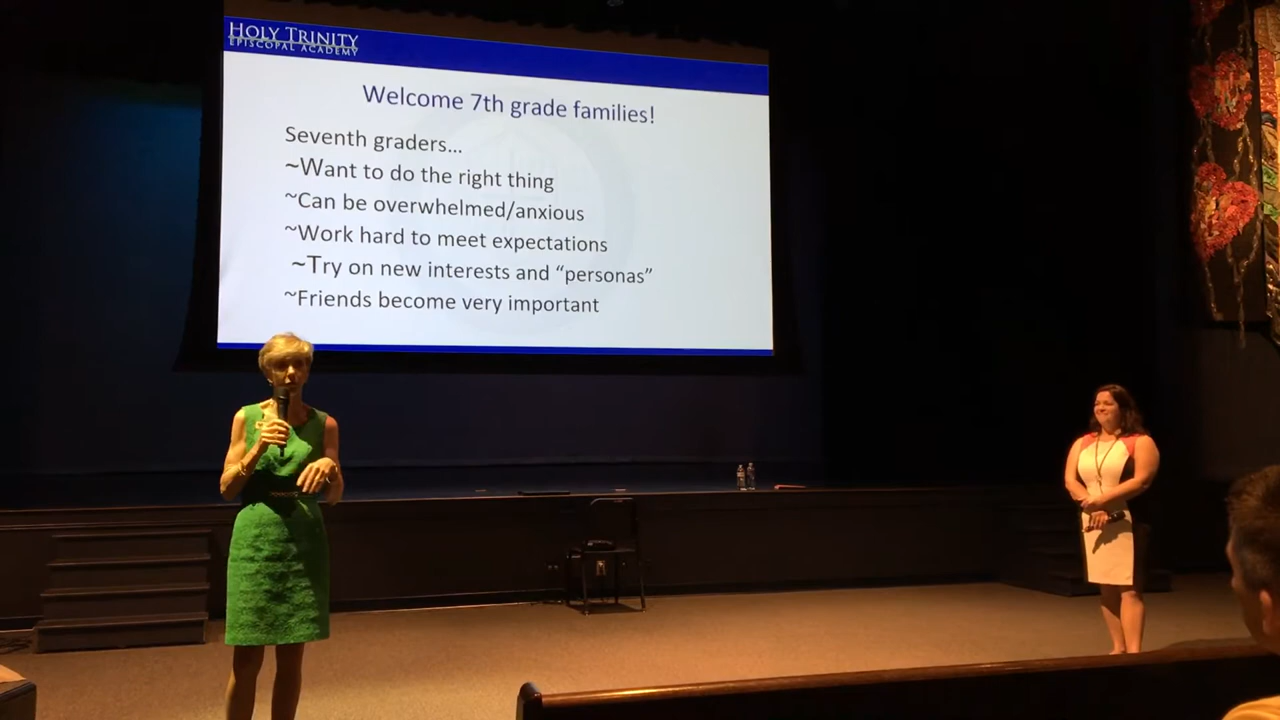 HOLY TRINITY
EPISCOPAL ACADEMY
Welcome 7th grade families!
Seventh graders...
~Want to do the right thing
~Can be overwhelmed/anxious
~Work hard to meet expectations
~Try on new interests and “personas”
~Friends become very important